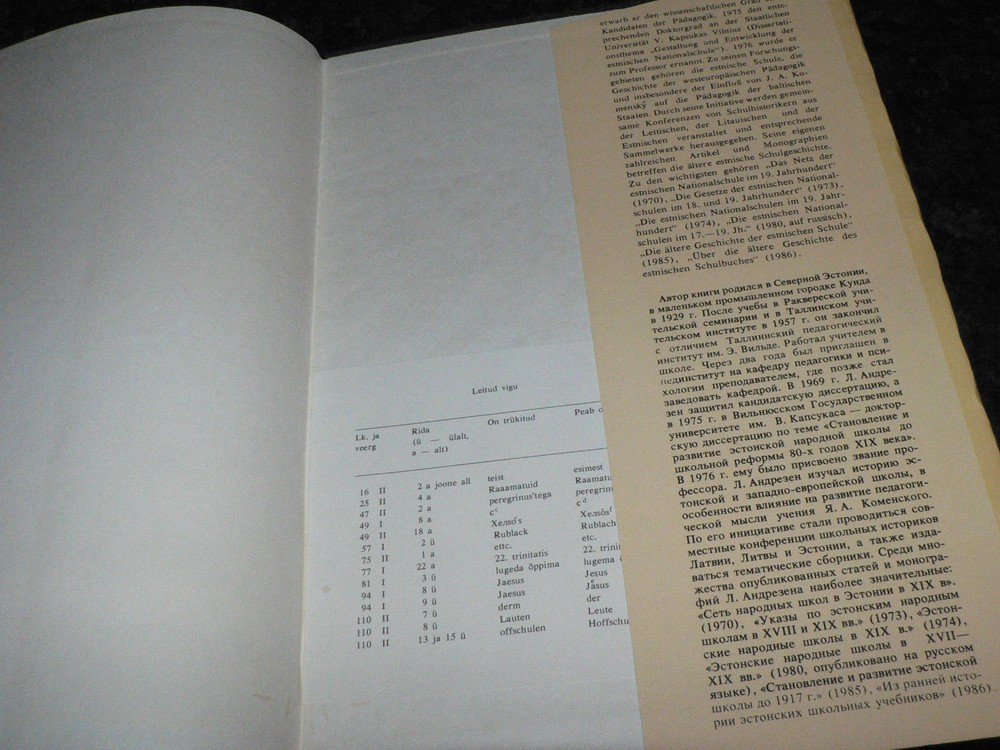 Leitud vigu
Lk. ja
veerg
Rida
(ü — ülalt,
a — alt)
On trükitud
Peab
16 II 2 a joone all teist esimest
25 II 4 a Raaamatuid
47 II 2 a peregrinus'tega
49 I 8 a cᶜ cᵈ
49 II 18 a
57 I 2 ü Rublack Rublach
75 II 1 a ettc. etc.
77 I 22 a 22. trinitatis
81 I 3 ü lugeda õppima lugema
94 I 8 ü Jaesus Jesus
94 I 9 ü Jaesus
110 II 7 ü derm der
110 II 8 ü Lauten Leute
110 II 13 ja 15 ü offschulen
erwarb er den wissenschaftlichen Grad
Kandidaten der Pädagogik, 1975 den ents-
prechenden Doktorgrad an der Staatlichen
Universität V. Kapsukas Vilnius (Dissertati-
onsthema „Gestaltung und Entwicklung der
estnischen Nationalschule"). 1976 wurde er
zum Professor ernannt. Zu seinen Forschungs-
gebieten gehören die estnische Schule, die
Geschichte der westeuropäischen Pädagogik
und insbesondere der Einfluß von J. A. Ko-
menský auf die Pädagogik der baltischen
Staaten. Durch seine Initiative werden gemein-
same Konferenzen von Schulhistorikern aus
der Lettischen, der Litauischen und der
Estnischen veranstaltet und entsprechende
Sammelwerke herausgegeben. Seine eigenen
zahlreichen Artikel und Monographien
betreffen die ältere estnische Schulgeschichte.
Zu den wichtigsten gehören „Das Netz der
estnischen Nationalschule im 19. Jahrhundert"
(1970), „Die Gesetze der estnischen National-
schulen im 18. und 19. Jahrhundert" (1973),
„Die estnischen Nationalschulen im 19. Jahr-
hundert" (1974), „Die estnischen National-
schulen im 17.—19. Jh." (1980, auf russisch),
„Die ältere Geschichte der estnischen Schule"
(1985), „Über die ältere Geschichte des
estnischen Schulbuches" (1986).
Автор книги родился в Северной Эстонии,
в маленьком промышленном городке Кунда
в 1929 г. После учебы в Раквереской учи-
тельской семинарии и в Таллинском учи-
тельском институте в 1957 г. он закончил
с отличием Таллиннский педагогический
институт им. Э. Вильде. Работал учителем в
школе. Через два года был приглашен в
пединститут на кафедру педагогики и пси-
хологии преподавателем, где позже стал
заведовать кафедрой. В 1969 г. Л. Андре-
зен защитил кандидатскую диссертацию, а
в 1975 г. в Вильнюсском Государственном
университете им. В. Капсукаса — доктор-
скую диссертацию по теме «Становление и
развитие эстонской народной школы до
школьной реформы 80-х годов XIX века».
В 1976 г. ему было присвоено звание про-
фессора. Л. Андрезен изучал историю эс-
тонской и западно-европейской школы, в
особенности влияние на развитие педагоги-
ческой мысли учения Я. А. Коменского.
По его инициативе стали проводиться сов-
местные конференции школьных историков
Латвии, Литвы и Эстонии, а также изда-
ваться тематические сборники. Среди мно-
жества опубликованных статей и моногра-
фий Л. Андрезена наиболее значительные:
«Сеть народных школ в Эстонии в XIX в».
(1970), «Указы по эстонским народным
школам в XVIII и XIX вв.» (1973), «Эстон-
ские народные школы в XIX в.» (1974),
«Эстонские народные школы в XVII—
XIX вв.» (1980, опубликовано на русском
языке), «Становление и развитие эстонской
школы до 1917 г.» (1985), «Из ранней исто-
рии эстонских школьных учебников» (1986).